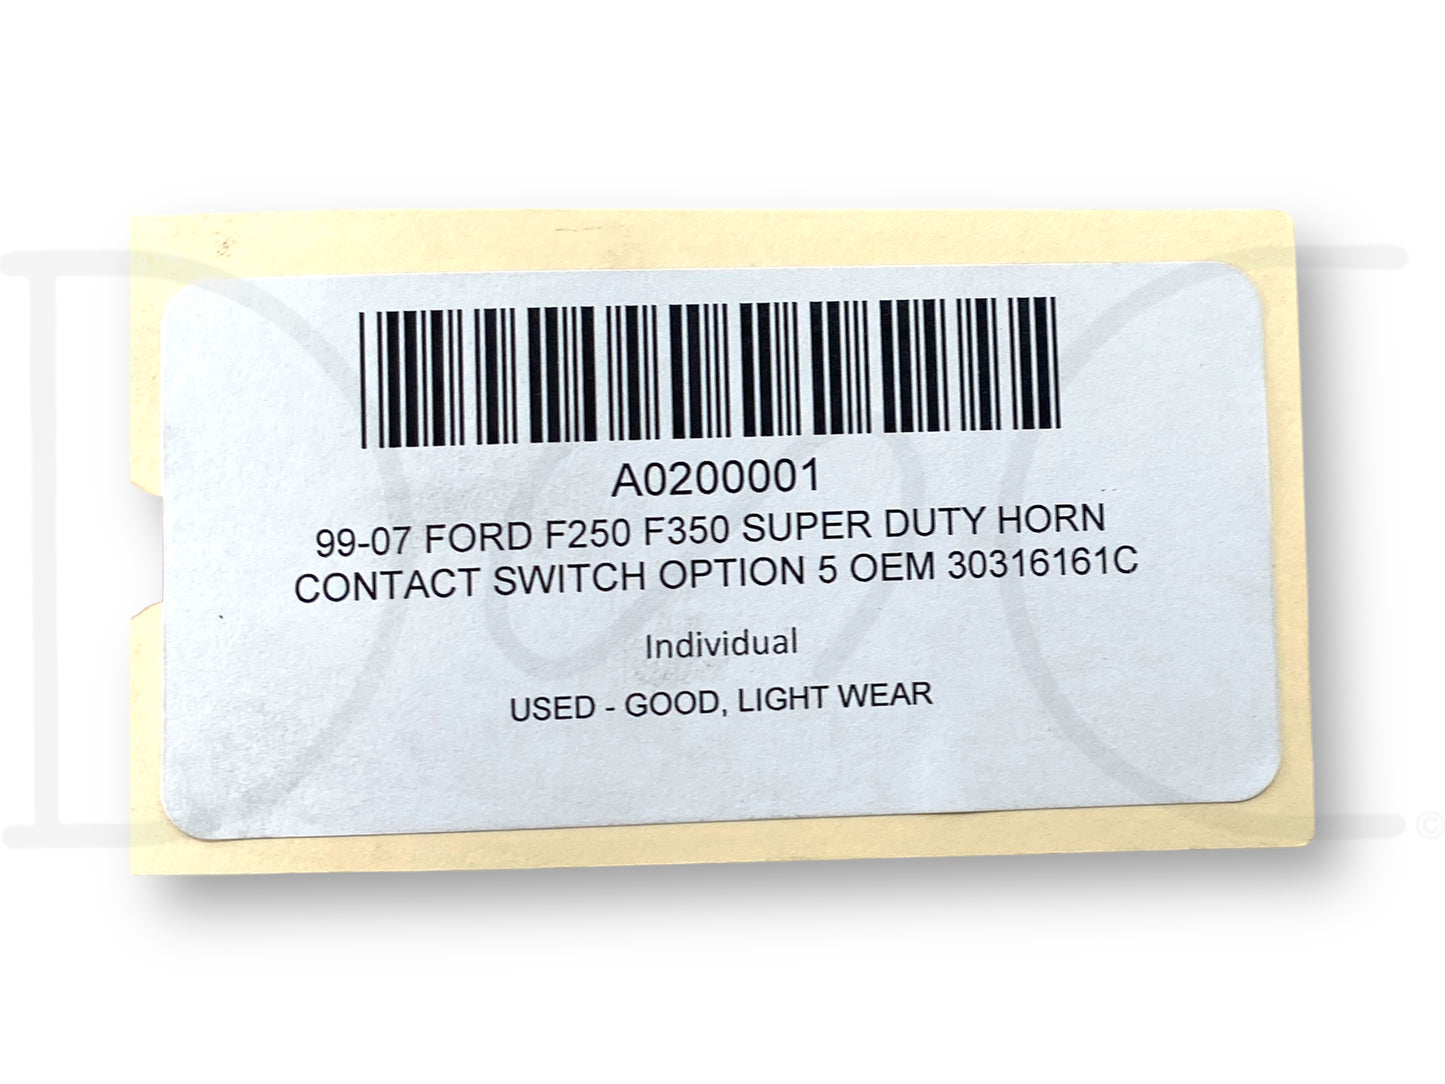 A0200001
99-07 FORD F250 F350 SUPER DUTY HORN
CONTACT SWITCH OPTION 5 OEM 30316161C
Individual
USED - GOOD, LIGHT WEAR
D & C
©